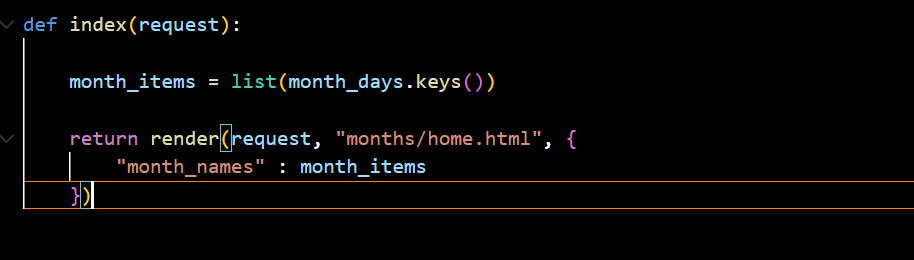 def index(request):
    month_items = list(month_days.keys())
    return render(request, "months/home.html", {
        "month_names" : month_items
    })